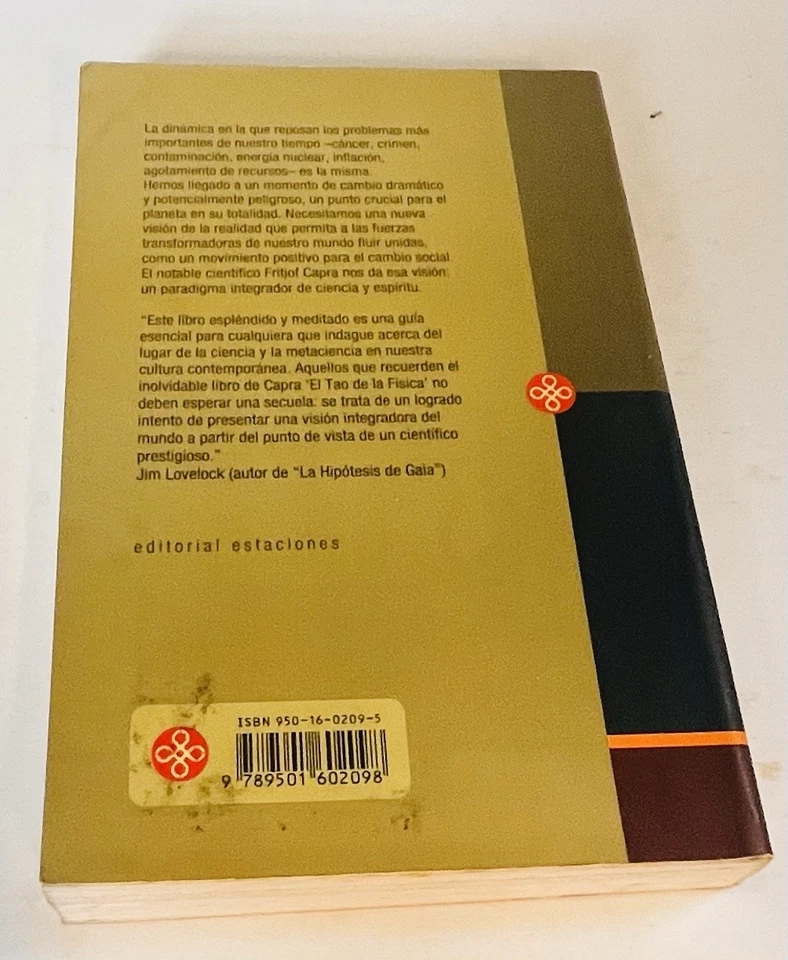 La dinámica en la que reposan los problemas más
importantes de nuestro tiempo –cáncer, crimen,
contaminación, energía nuclear, inflación,
agotamiento de recursos– es la misma.
Hemos llegado a un momento de cambio dramático
y potencialmente peligroso, un punto crucial para el
planeta en su totalidad. Necesitamos una nueva
visión de la realidad que permita a las fuerzas
transformadoras de nuestro mundo fluir unidas,
como un movimiento positivo para el cambio social.
El notable científico Fritjof Capra nos da esa visión:
un paradigma integrador de ciencia y espíritu.
"Este libro espléndido y meditado es una guía
esencial para cualquiera que indague acerca del
lugar de la ciencia y la metaciencia en nuestra
cultura contemporánea. Aquellos que recuerden el
inolvidable libro de Capra 'El Tao de la Física' no
deben esperar una secuela: se trata de un logrado
intento de presentar una visión integradora del
mundo a partir del punto de vista de un científico
prestigioso."
Jim Lovelock (autor de "La Hipótesis de Gaia")
editorial estaciones
ISBN 950-16-0209-5
9 789501 602098